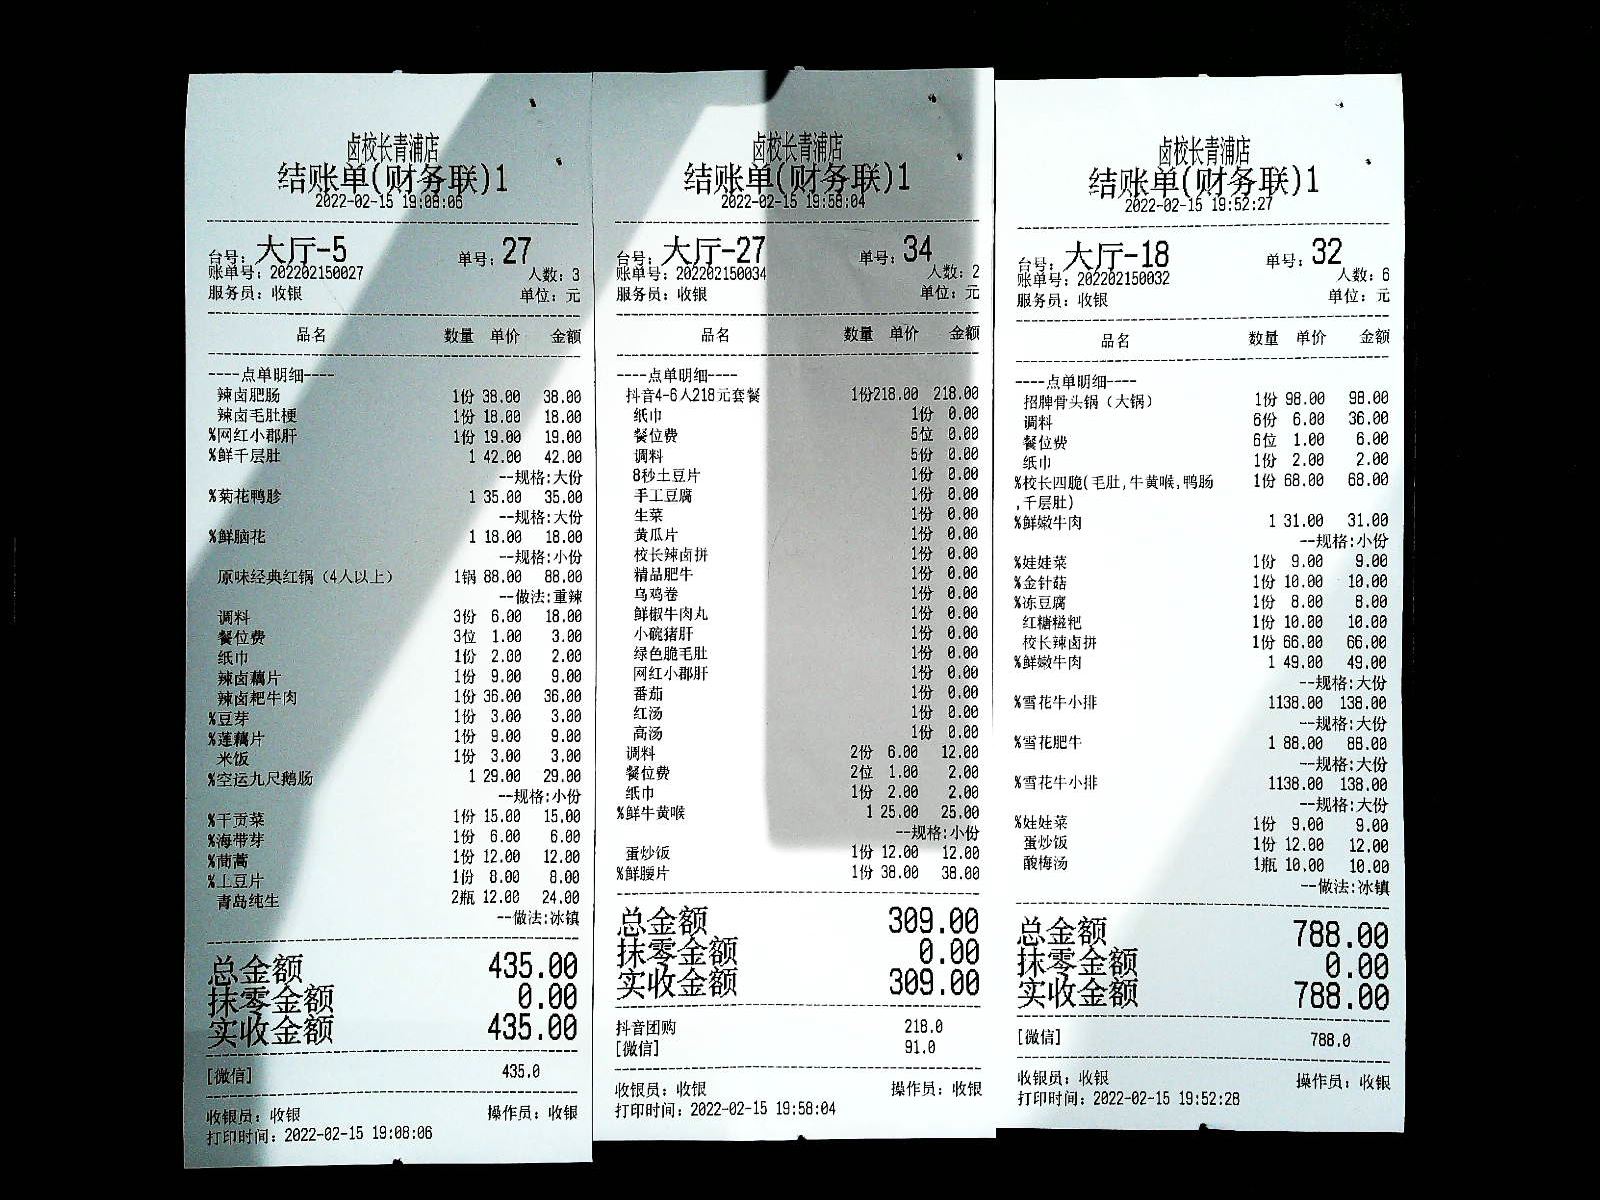 卤校长青浦店
结账单(财务联)1
2022-02-15 19:08:06
台号: 大厅-5 单号: 27
账单号: 202202150027 人数: 3
服务员: 收银 单位: 元
品名 数量 单价 金额
----点单明细----
辣卤肥肠 1份 38.00 38.00
辣卤毛肚梗 1份 18.00 18.00
%网红小郡肝 1份 19.00 19.00
%鲜千层肚 1 42.00 42.00
--规格:大份
%菊花鸭胗 1 35.00 35.00
--规格:大份
%鲜脑花 1 18.00 18.00
--规格:小份
原味经典红锅（4人以上） 1锅 88.00 88.00
--做法:重辣
调料 3份 6.00 18.00
餐位费 3位 1.00 3.00
纸巾 1份 2.00 2.00
辣卤藕片 1份 9.00 9.00
辣卤耙牛肉 1份 36.00 36.00
%豆芽 1份 3.00 3.00
%莲藕片 1份 9.00 9.00
米饭 1份 3.00 3.00
%空运九尺鹅肠 1 29.00 29.00
--规格:小份
%干贡菜 1份 15.00 15.00
%海带芽 1份 6.00 6.00
%茼蒿 1份 12.00 12.00
%土豆片 1份 8.00 8.00
青岛纯生 2瓶 12.00 24.00
--做法:冰镇
总金额 435.00
抹零金额 0.00
实收金额 435.00
[微信] 435.0
收银员: 收银 操作员: 收银
打印时间: 2022-02-15 19:08:06
卤校长青浦店
结账单(财务联)1
2022-02-15 19:58:04
台号: 大厅-27 单号: 34
账单号: 202202150034 人数: 2
服务员: 收银 单位: 元
品名 数量 单价 金额
----点单明细----
抖音4-6人218元套餐 1份218.00 218.00
纸巾 1份 0.00
餐位费 5位 0.00
调料 5份 0.00
8秒土豆片 1份 0.00
手工豆腐 1份 0.00
生菜 1份 0.00
黄瓜片 1份 0.00
校长辣卤拼 1份 0.00
精品肥牛 1份 0.00
乌鸡卷 1份 0.00
鲜椒牛肉丸 1份 0.00
小碗猪肝 1份 0.00
绿色脆毛肚 1份 0.00
网红小郡肝 1份 0.00
番茄 1份 0.00
红汤 1份 0.00
高汤 1份 0.00
调料 2份 6.00 12.00
餐位费 2位 1.00 2.00
纸巾 1份 2.00 2.00
%鲜牛黄喉 1 25.00 25.00
--规格:小份
蛋炒饭 1份 12.00 12.00
%鲜腰片 1份 38.00 38.00
总金额 309.00
抹零金额 0.00
实收金额 309.00
抖音团购 218.0
[微信] 91.0
收银员: 收银 操作员: 收银
打印时间: 2022-02-15 19:58:04
卤校长青浦店
结账单(财务联)1
2022-02-15 19:52:27
台号: 大厅-18 单号: 32
账单号: 202202150032 人数: 6
服务员: 收银 单位: 元
品名 数量 单价 金额
----点单明细----
招牌骨头锅（大锅） 1份 98.00 98.00
调料 6份 6.00 36.00
餐位费 6位 1.00 6.00
纸巾 1份 2.00 2.00
%校长四脆(毛肚,牛黄喉,鸭肠 1份 68.00 68.00
,千层肚)
%鲜嫩牛肉 1 31.00 31.00
--规格:小份
%娃娃菜 1份 9.00 9.00
%金针菇 1份 10.00 10.00
%冻豆腐 1份 8.00 8.00
红糖糍粑 1份 10.00 10.00
校长辣卤拼 1份 66.00 66.00
%鲜嫩牛肉 1 49.00 49.00
--规格:大份
%雪花牛小排 1138.00 138.00
--规格:大份
%雪花肥牛 1 88.00 88.00
--规格:大份
%雪花牛小排 1138.00 138.00
--规格:大份
%娃娃菜 1份 9.00 9.00
蛋炒饭 1份 12.00 12.00
酸梅汤 1瓶 10.00 10.00
--做法:冰镇
总金额 788.00
抹零金额 0.00
实收金额 788.00
[微信] 788.0
收银员: 收银 操作员: 收银
打印时间: 2022-02-15 19:52:28